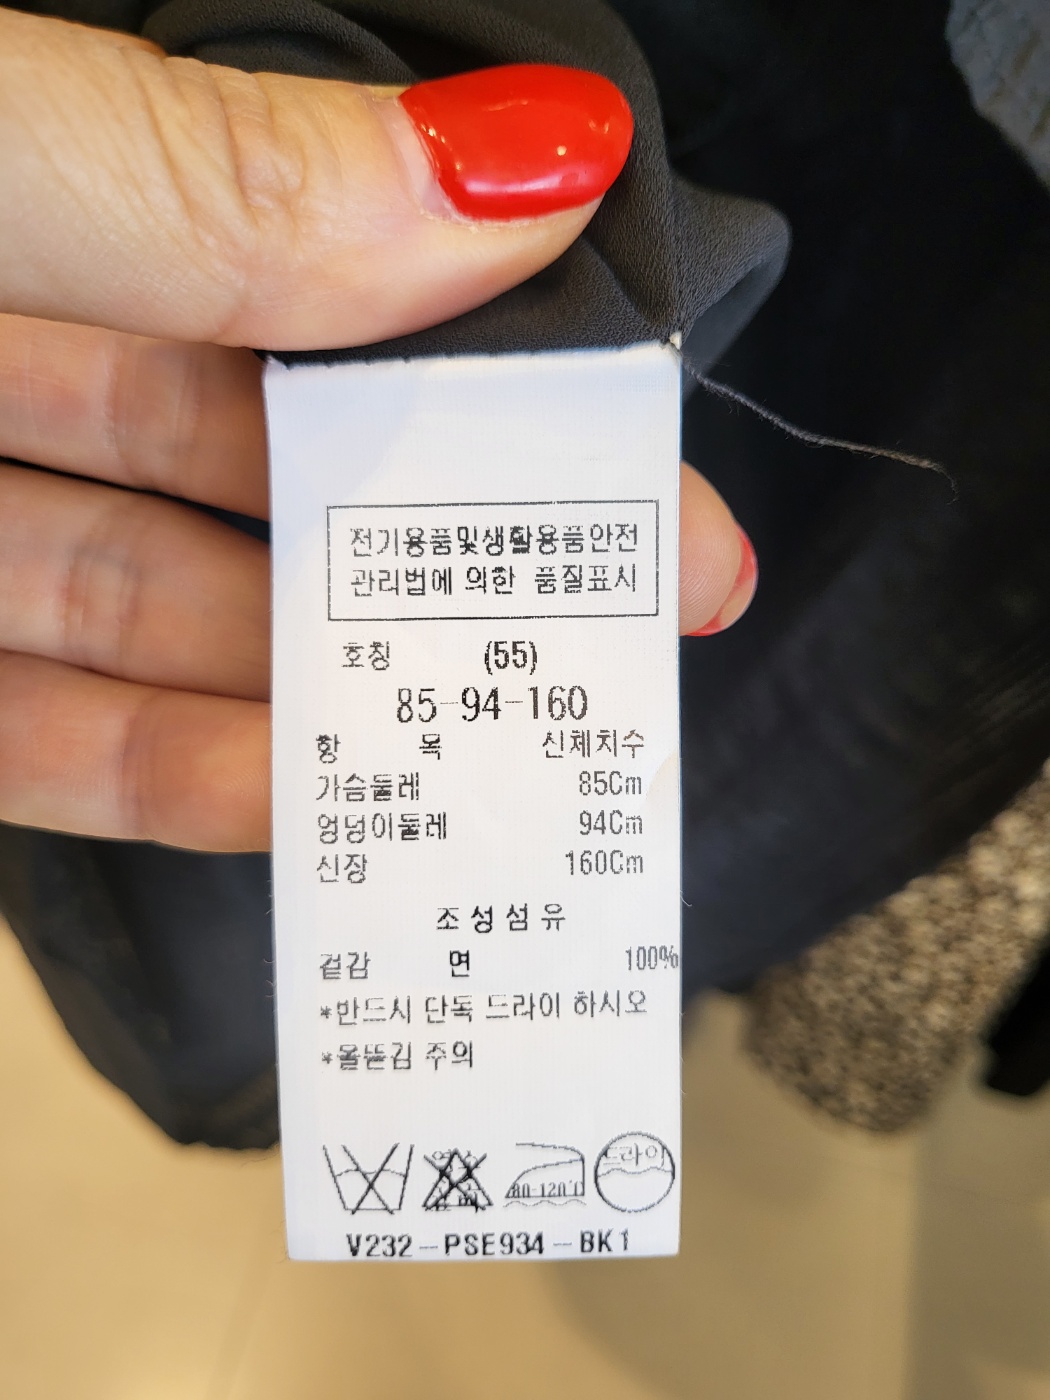 전기용품및생활용품안전
관리법에 의한 품질표시
호칭 (55)
85-94-160
항 목 신체치수
가슴둘레 85Cm
엉덩이둘레 94Cm
신장 160Cm
조성섬유
겉감 면 100%
*반드시 단독 드라이 하시오
*올뜯김 주의
80-120℃
드라이
V232-PSE934-BK1